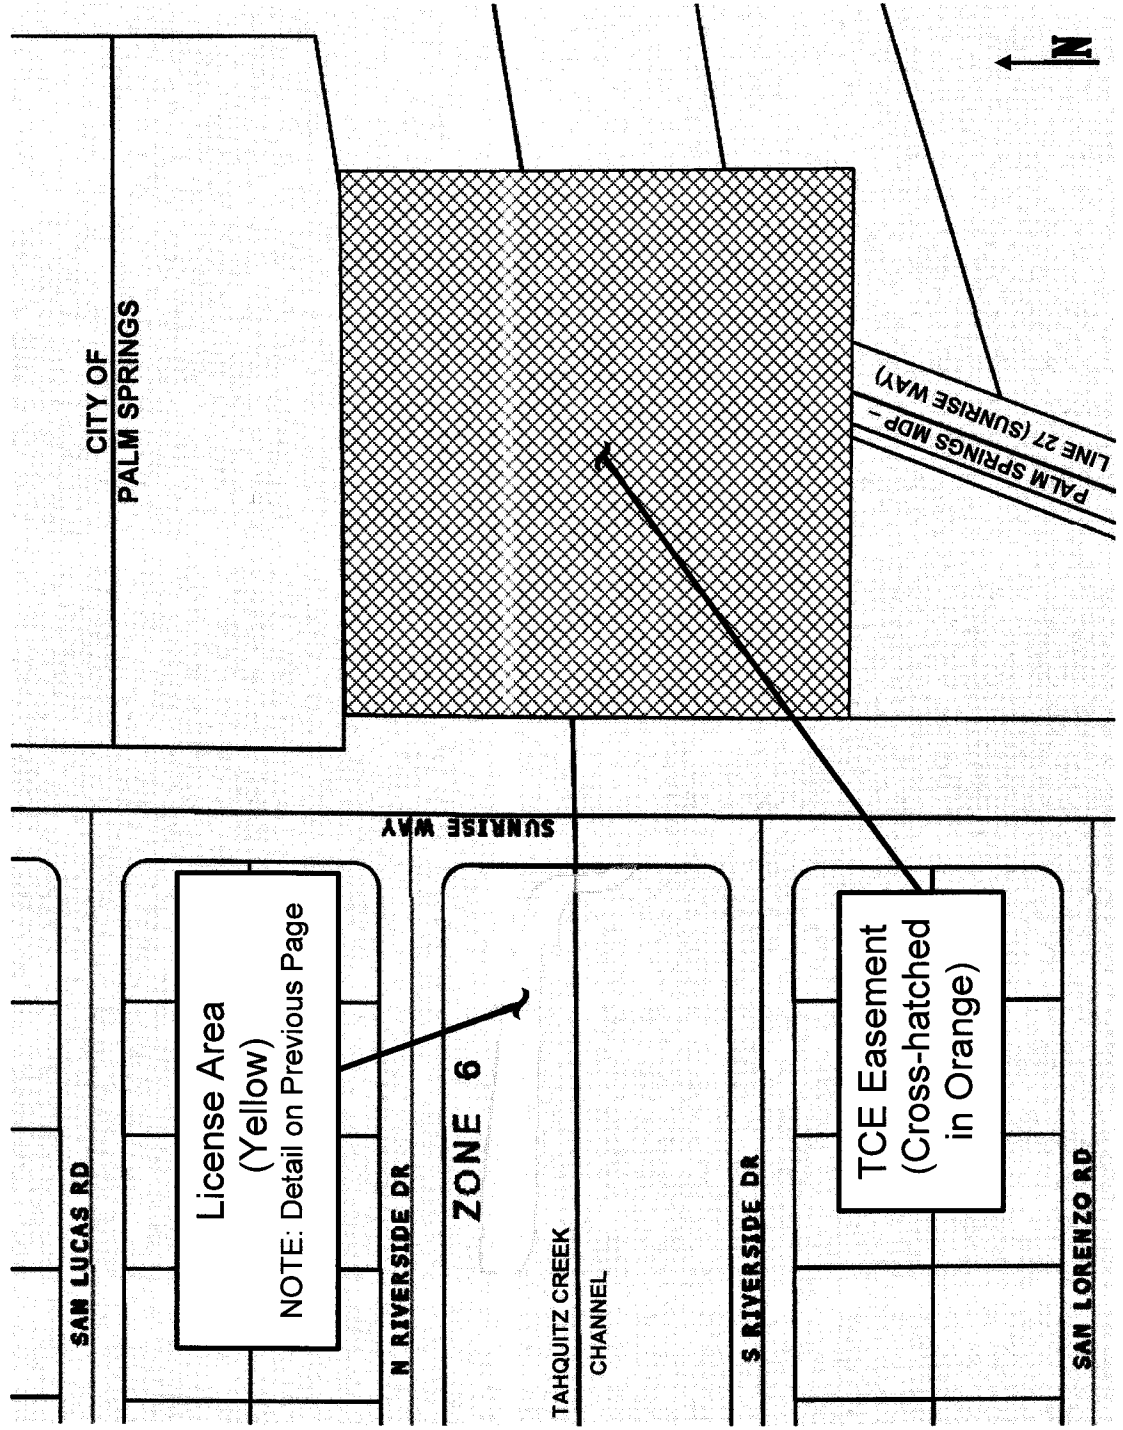 CITY OF
PALM SPRINGS
N
LINE 27 (SUNRISE WAY)
PALM SPRINGS MDP –
SUNRISE WAY
SAN LUCAS RD
License Area
(Yellow)
NOTE: Detail on Previous Page
N RIVERSIDE DR
ZONE 6
TAHQUITZ CREEK
CHANNEL
S RIVERSIDE DR
TCE Easement
(Cross-hatched
in Orange)
SAN LORENZO RD